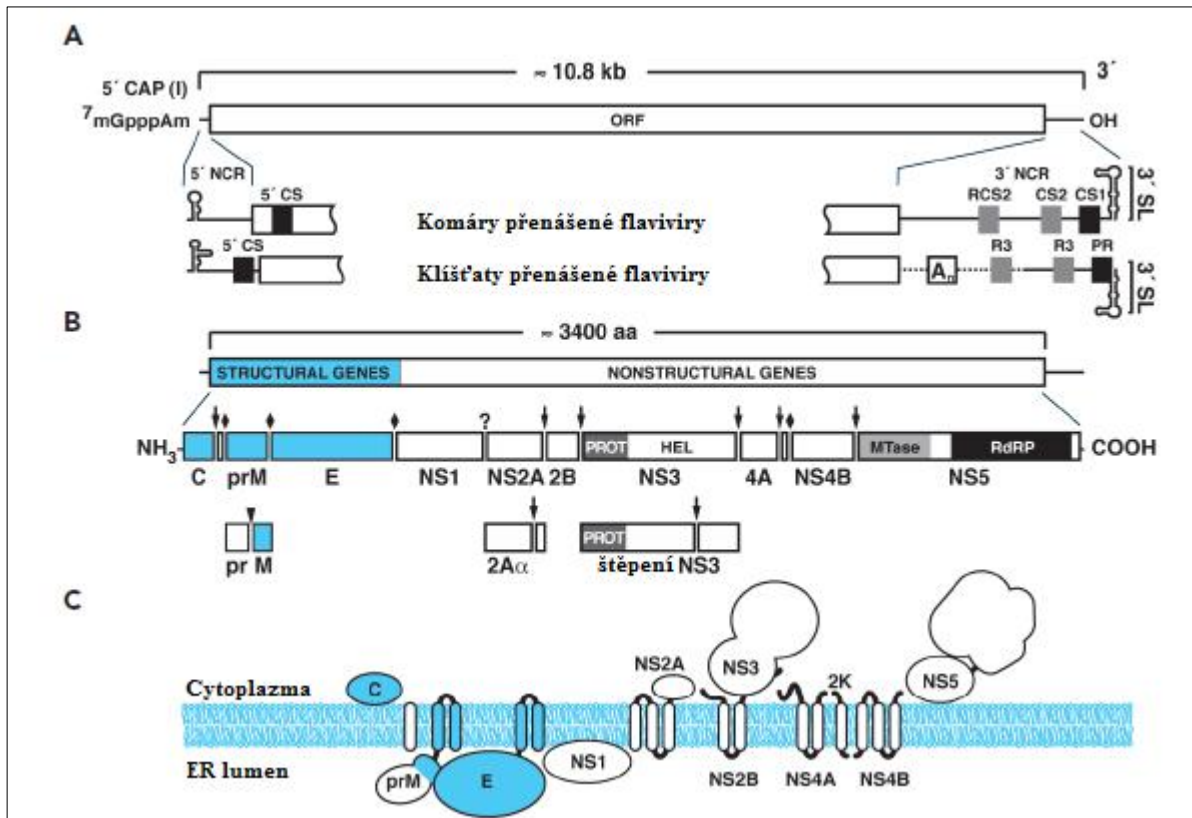 A
≈ 10.8 kb
5´ CAP (I)
3´
7mGpppAm
ORF
OH
5´ NCR
3´ NCR
5´ CS
RCS2
CS2
CS1
3´SL
Komáry přenášené flaviviry
5´ CS
R3
R3
PR
Klíšťaty přenášené flaviviry
An
3´SL
B
≈ 3400 aa
STRUCTURAL GENES
NONSTRUCTURAL GENES
?
NH3
PROT
HEL
MTase
RdRP
COOH
C
prM
E
NS1
NS2A
2B
NS3
4A
NS4B
NS5
PROT
pr
M
2Aα
štěpení NS3
C
NS3
NS2A
2K
NS5
Cytoplazma
C
ER lumen
prM
E
NS1
NS2B
NS4A
NS4B